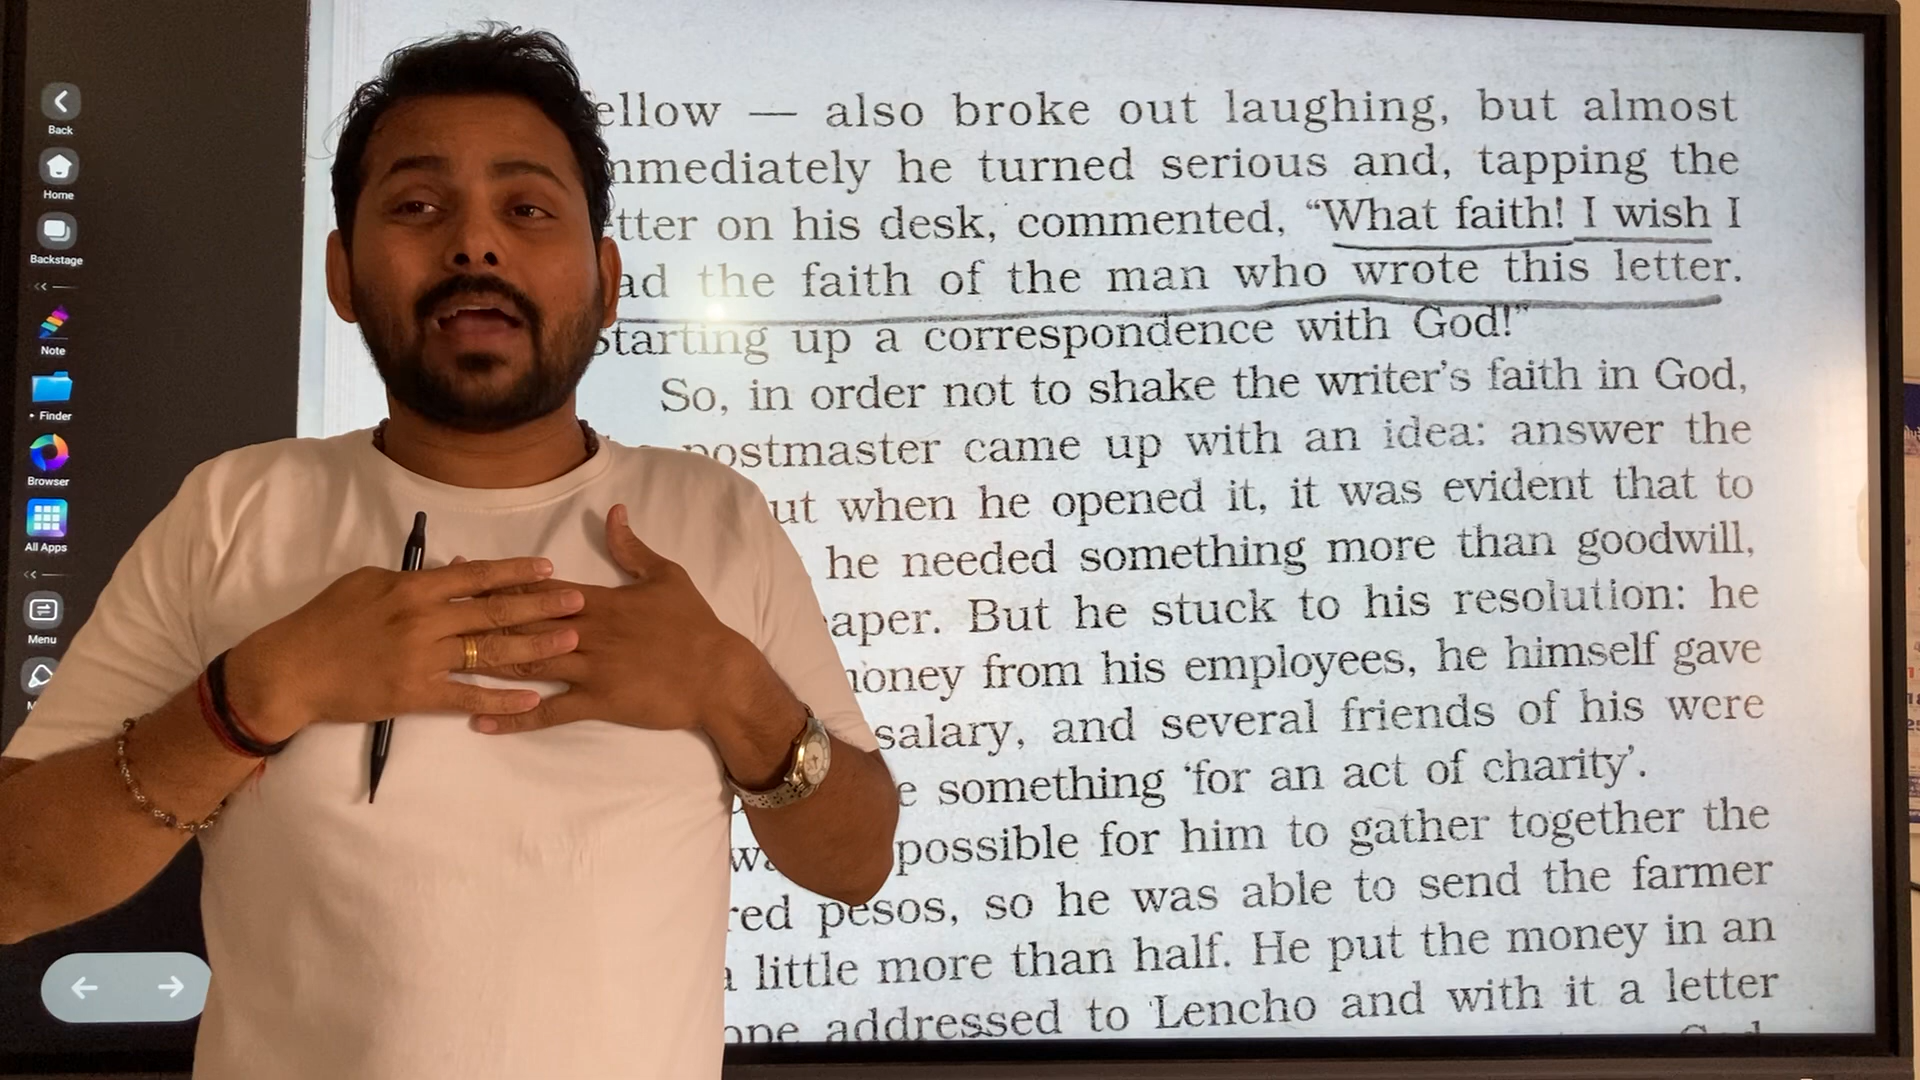 Back
Home
Backstage
Note
Finder
Browser
All Apps
Menu
ellow — also broke out laughing, but almost
mmediately he turned serious and, tapping the
tter on his desk, commented, “What faith! I wish I
ad the faith of the man who wrote this letter.
Starting up a correspondence with God!”
So, in order not to shake the writer’s faith in God,
postmaster came up with an idea: answer the
ut when he opened it, it was evident that to
he needed something more than goodwill,
aper. But he stuck to his resolution: he
oney from his employees, he himself gave
salary, and several friends of his were
e something ‘for an act of charity’.
possible for him to gather together the
red pesos, so he was able to send the farmer
a little more than half. He put the money in an
ope addressed to Lencho and with it a letter